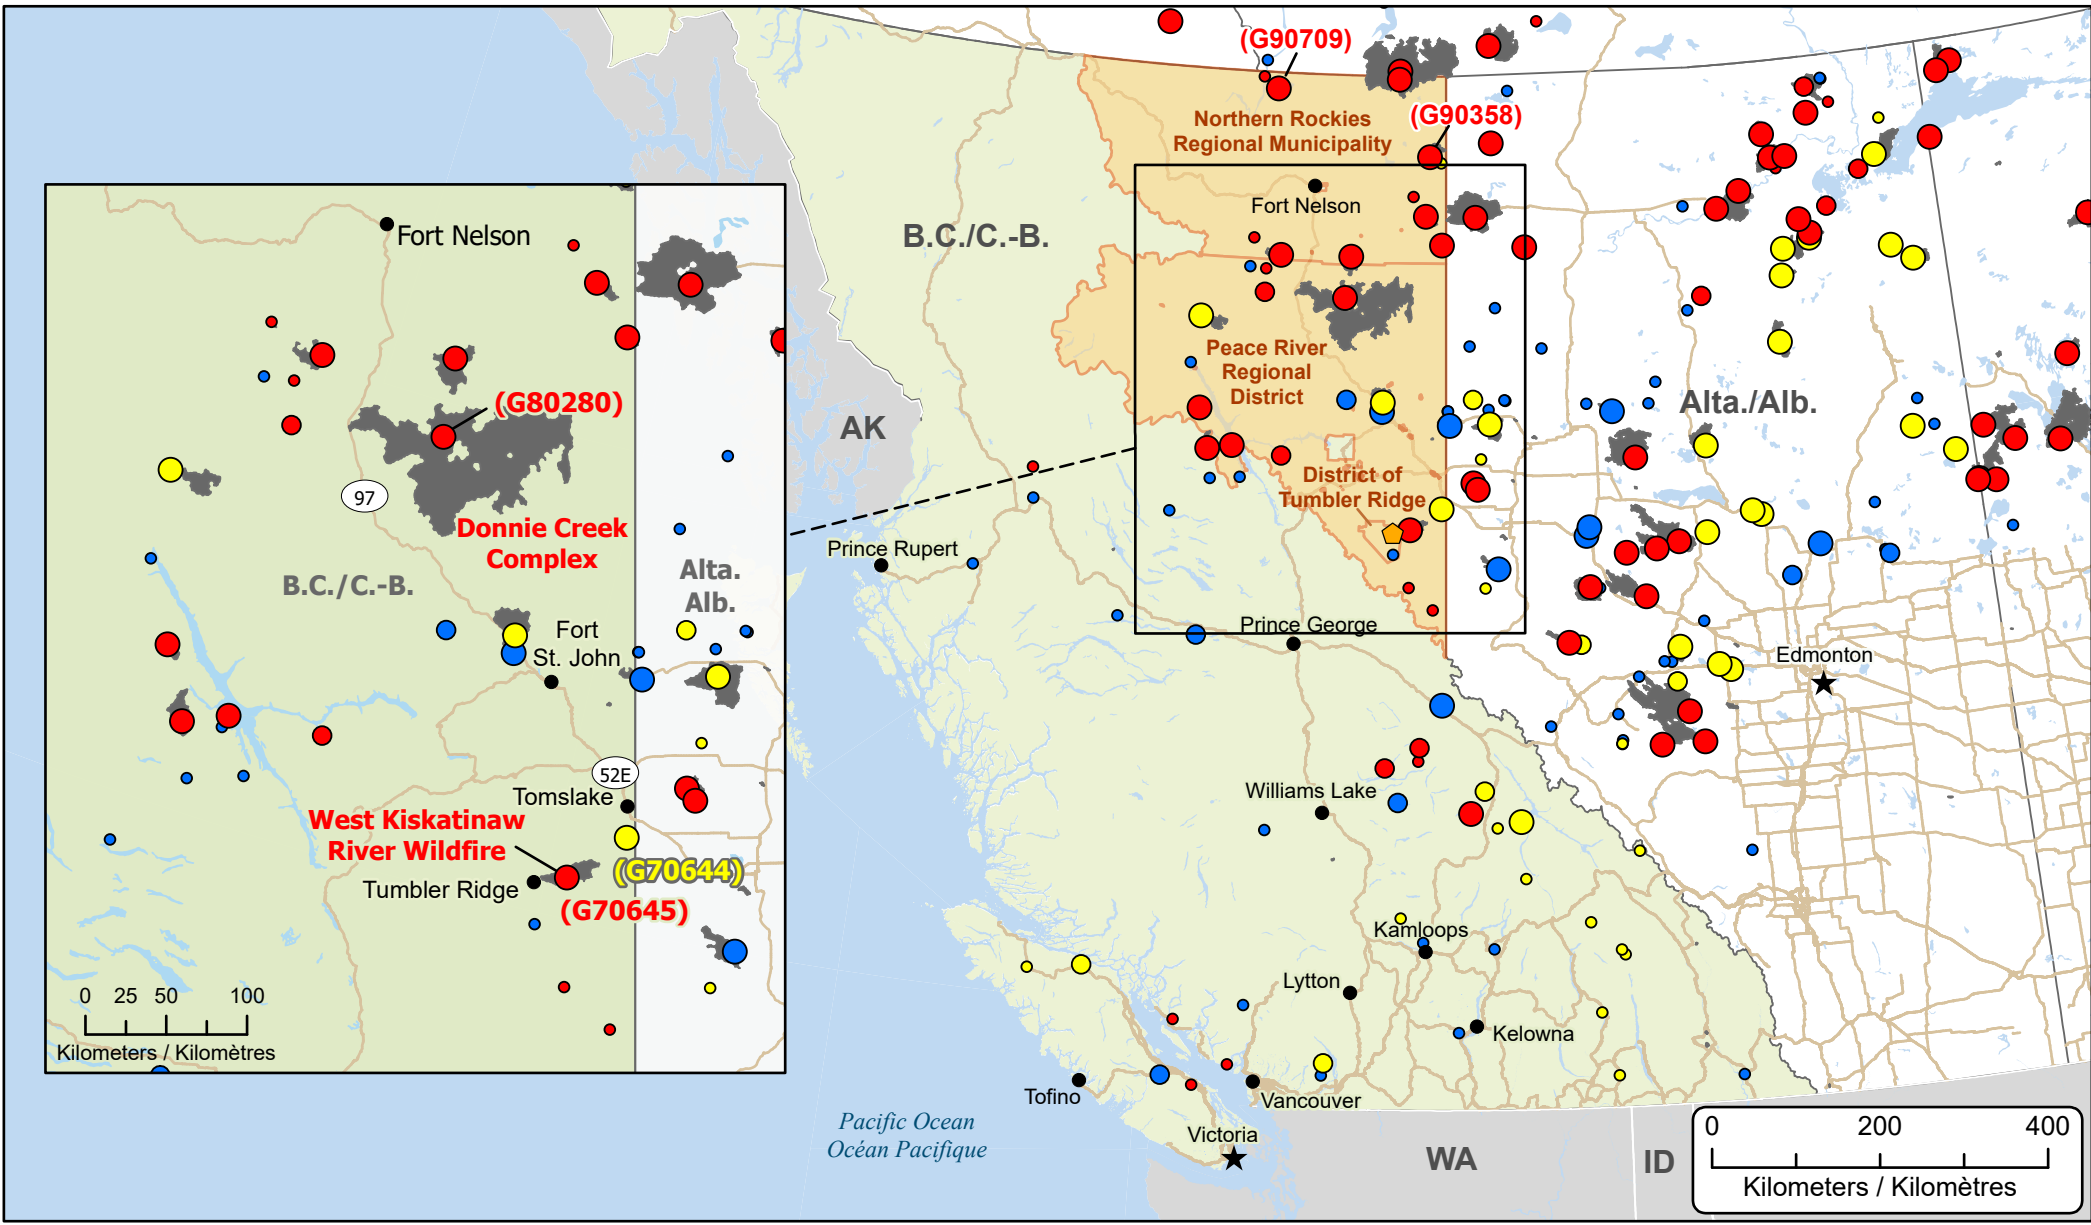 (G90709)
(G90358)
Northern Rockies
Regional Municipality
Fort Nelson
B.C./C.-B.
Peace River
Regional
District
AK
Alta./Alb.
District of
Tumbler Ridge
Prince Rupert
Prince George
Edmonton
Williams Lake
Kamloops
Lytton
Kelowna
Tofino
Vancouver
Victoria
Pacific Ocean
Océan Pacifique
WA
ID
0 200 400
Kilometers / Kilomètres
Fort Nelson
(G80280)
97
Donnie Creek
Complex
B.C./C.-B.
Alta.
Alb.
Fort
St. John
52E
Tomslake
West Kiskatinaw
River Wildfire
(G70644)
Tumbler Ridge
(G70645)
0 25 50 100
Kilometers / Kilomètres